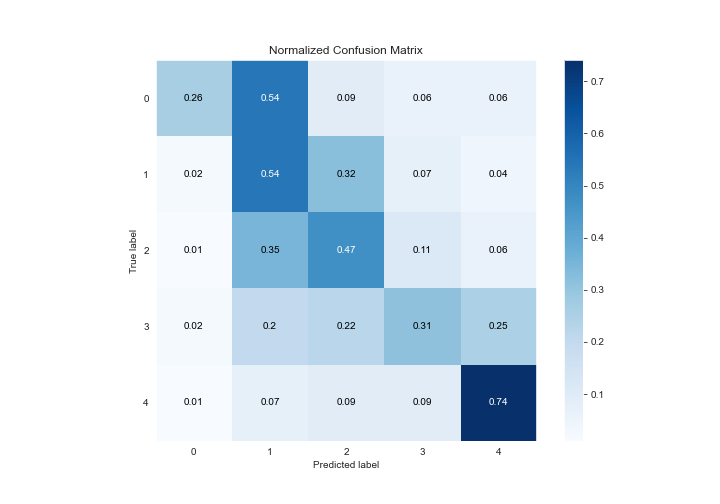 Normalized Confusion Matrix
0 0.26 0.54 0.09 0.06 0.06
1 0.02 0.54 0.32 0.07 0.04
2 0.01 0.35 0.47 0.11 0.06
3 0.02 0.2 0.22 0.31 0.25
4 0.01 0.07 0.09 0.09 0.74
0 1 2 3 4
True label
Predicted label
0.7
0.6
0.5
0.4
0.3
0.2
0.1